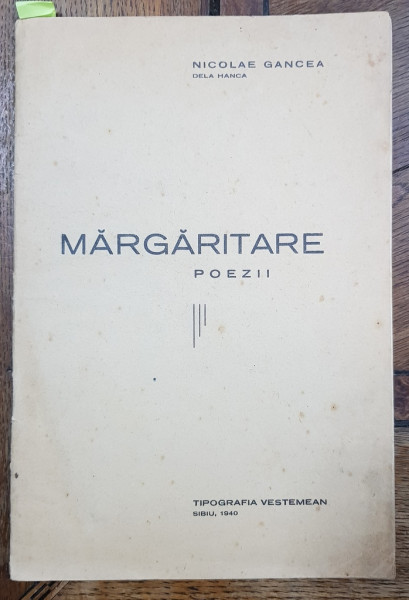 NICOLAE GANCEA
DELA HANCA
MĂRGĂRITARE
POEZII
TIPOGRAFIA VESTEMEAN
SIBIU, 1940